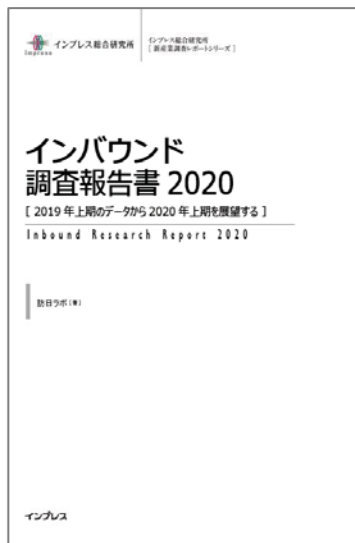 インプレス総合研究所
Impress
インプレス総合研究所
[ 新産業調査レポートシリーズ ]
インバウンド
調査報告書 2020
[ 2019 年上期のデータから 2020 年上期を展望する ]
Inbound Research Report 2020
訪日ラボ [著]
インプレス